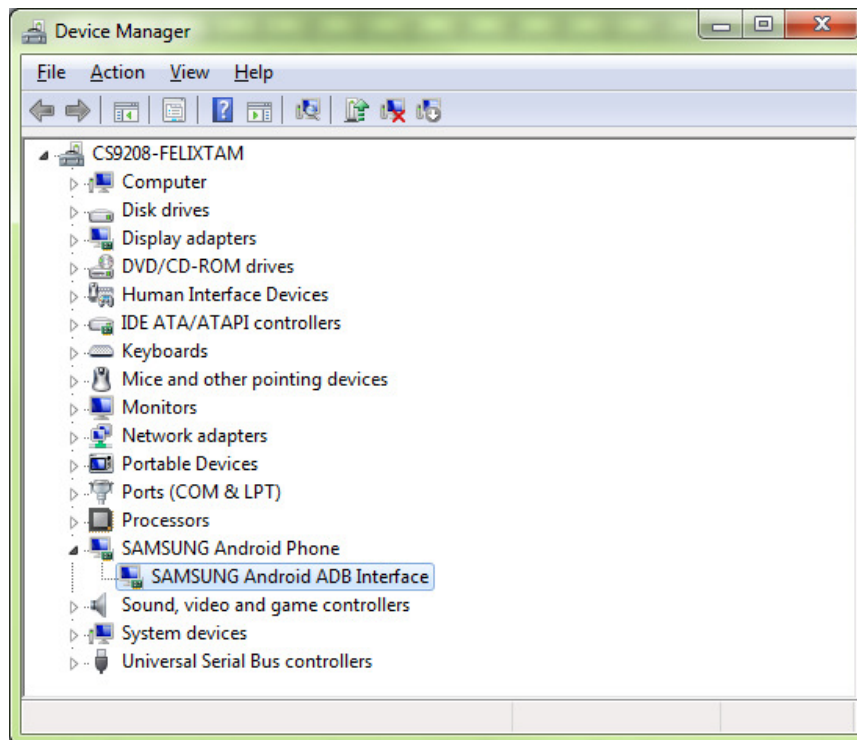 Device Manager
File Action View Help
CS9208-FELIXTAM
Computer
Disk drives
Display adapters
DVD/CD-ROM drives
Human Interface Devices
IDE ATA/ATAPI controllers
Keyboards
Mice and other pointing devices
Monitors
Network adapters
Portable Devices
Ports (COM & LPT)
Processors
SAMSUNG Android Phone
SAMSUNG Android ADB Interface
Sound, video and game controllers
System devices
Universal Serial Bus controllers